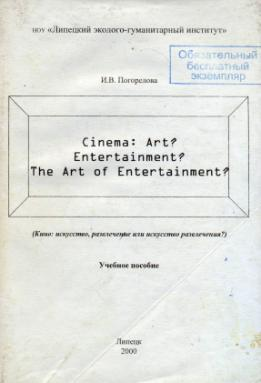 НОУ «Липецкий эколого-гуманитарный институт»
Обязательный
бесплатный
экземпляр
И.В. Погорелова
Cinema: Art?
Entertainment?
The Art of Entertainment?
(Кино: искусство, развлечение или искусство развлечения?)
Учебное пособие
Липецк
2000